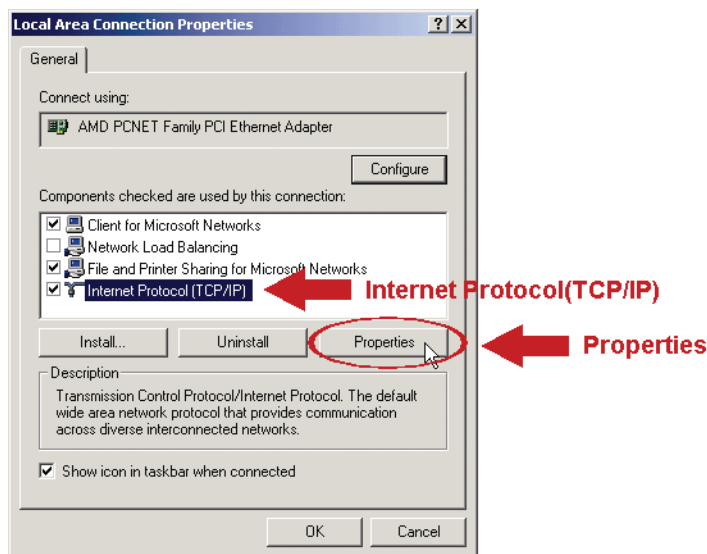 Local Area Connection Properties
General
Connect using:
AMD PCNET Family PCI Ethernet Adapter
Configure
Components checked are used by this connection:
Client for Microsoft Networks
Network Load Balancing
File and Printer Sharing for Microsoft Networks
Internet Protocol (TCP/IP)
Internet Protocol(TCP/IP)
Install...
Uninstall
Properties
Properties
Description
Transmission Control Protocol/Internet Protocol. The default
wide area network protocol that provides communication
across diverse interconnected networks.
Show icon in taskbar when connected
OK
Cancel